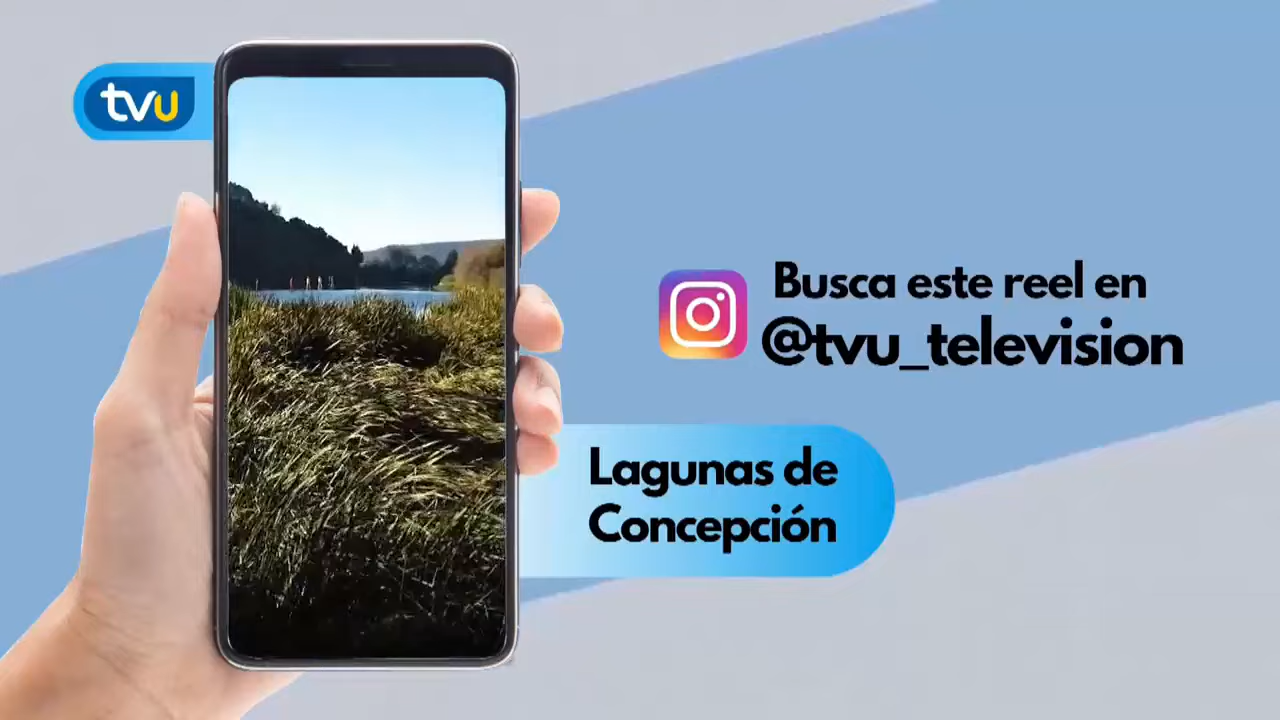 tvu
Busca este reel en
@tvu_television
Lagunas de
Concepción